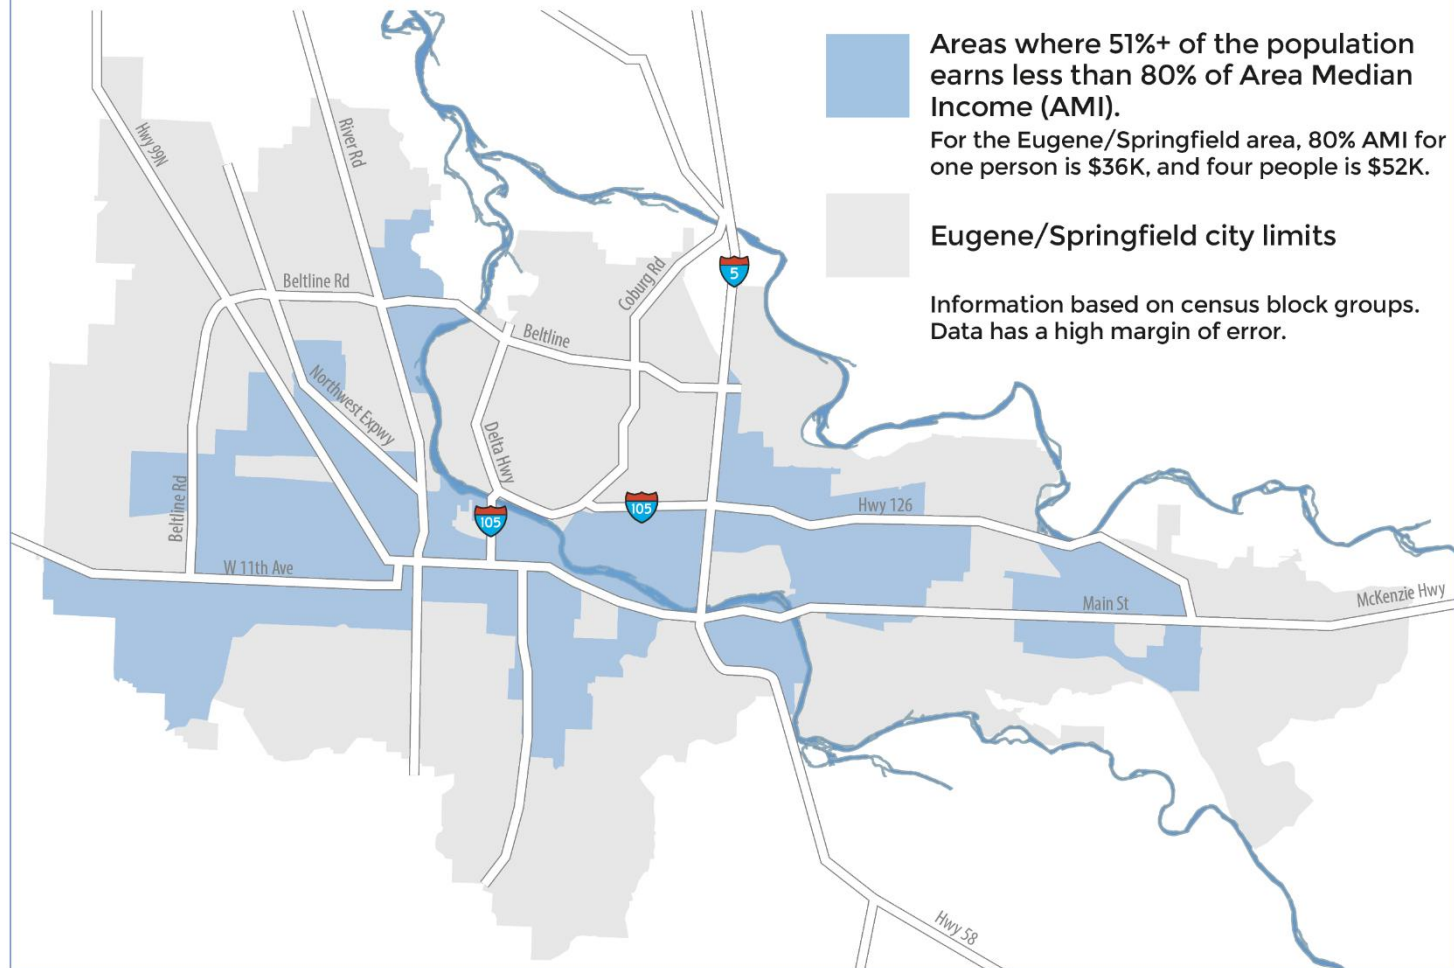 Areas where 51%+ of the population
earns less than 80% of Area Median
Income (AMI).
For the Eugene/Springfield area, 80% AMI for
one person is $36K, and four people is $52K.
Eugene/Springfield city limits
Information based on census block groups.
Data has a high margin of error.
Hwy 99N
River Rd
Beltline Rd
Coburg Rd
5
Beltline
Northwest Expwy
Delta Hwy
Beltline Rd
105
105
Hwy 126
W 11th Ave
Main St
McKenzie Hwy
Hwy 58